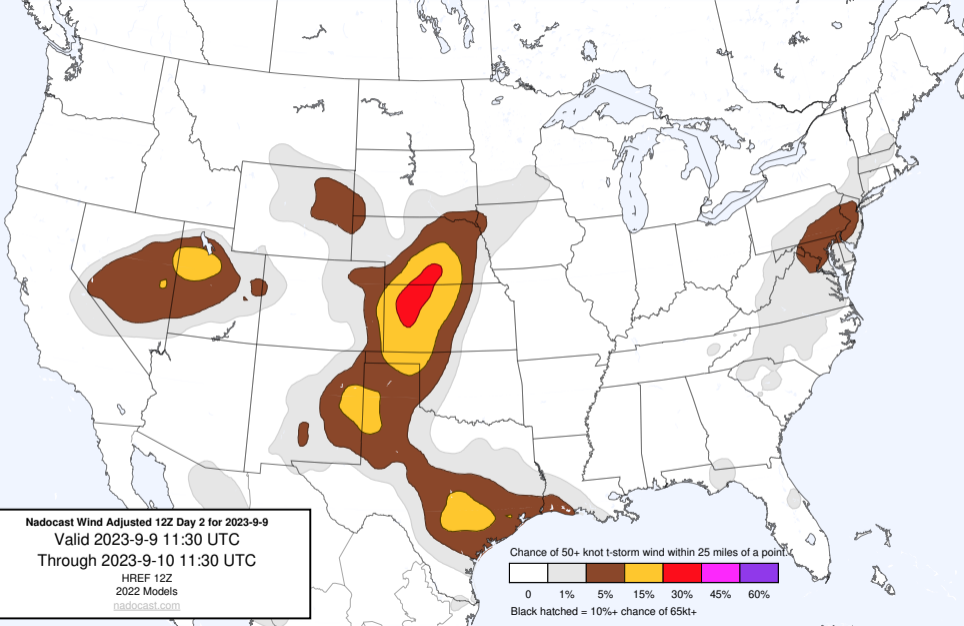 Nadocast Wind Adjusted 12Z Day 2 for 2023-9-9
Valid 2023-9-9 11:30 UTC
Through 2023-9-10 11:30 UTC
HREF 12Z
2022 Models
nadocast.com
Chance of 50+ knot t-storm wind within 25 miles of a point.
0 1% 5% 15% 30% 45% 60%
Black hatched = 10%+ chance of 65kt+